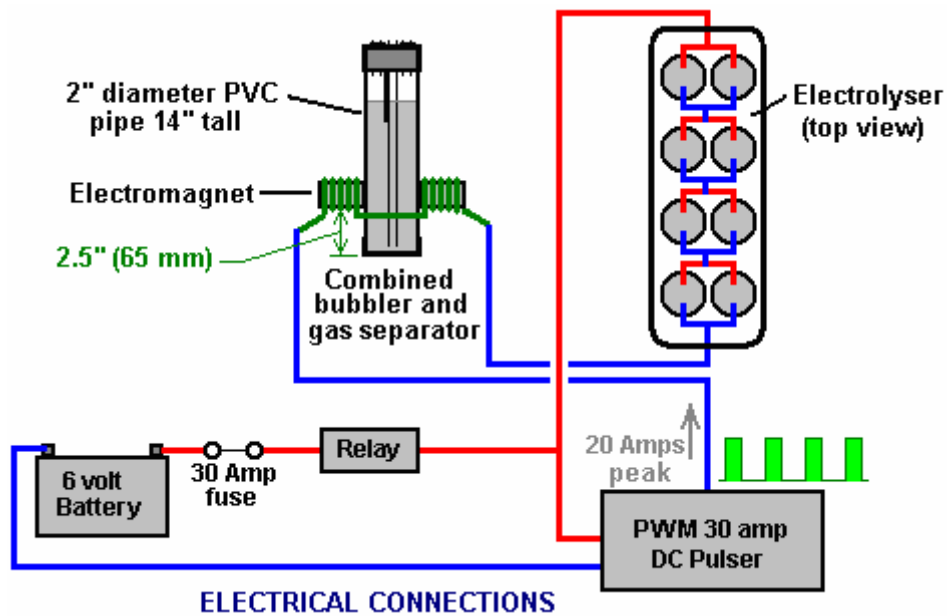 2" diameter PVC
pipe 14" tall
Electrolyser
(top view)
Electromagnet
2.5" (65 mm)
Combined
bubbler and
gas separator
6 volt
Battery
30 Amp
fuse
Relay
20 Amps
peak
PWM 30 amp
DC Pulser
ELECTRICAL CONNECTIONS